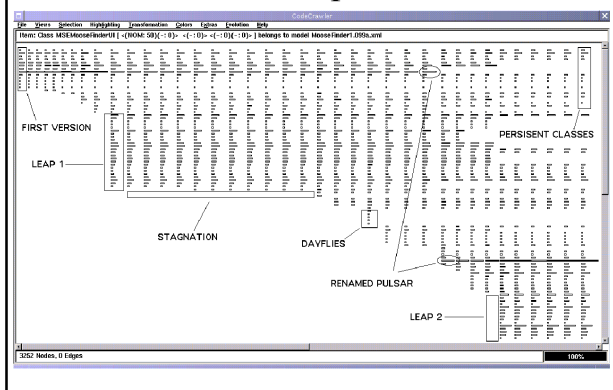 CodeCrawler
File Views Selection Highlighting Transformation Colors Extras Evolution Help
Item: Class MSEMooseFinderUI [ <(NOM: 50)(-: 0)> <(-: 0)> <(-: 0)(-: 0)> ] belongs to model MooseFinder1.099a.xml
FIRST VERSION
PERSISENT CLASSES
LEAP 1
STAGNATION
DAYFLIES
RENAMED PULSAR
LEAP 2
3252 Nodes, 0 Edges
100%